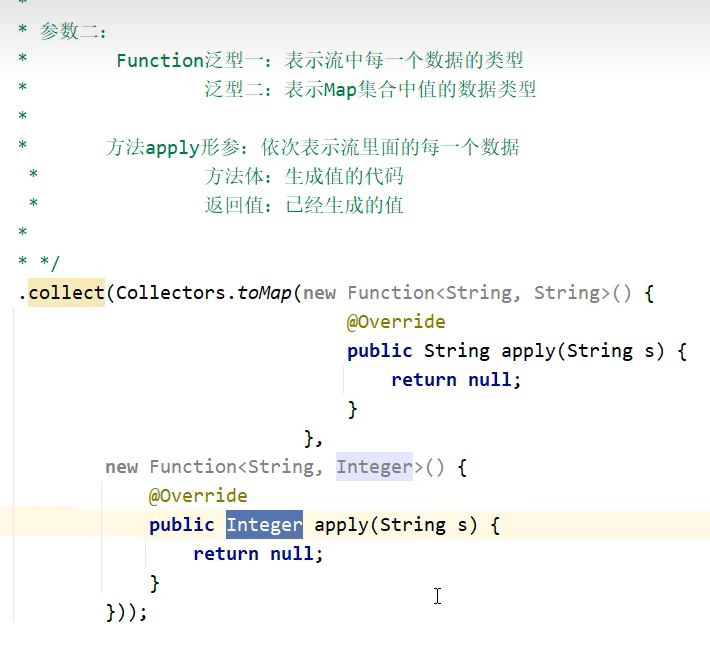 *
* 参数二：
* Function泛型一：表示流中每一个数据的类型
* 泛型二：表示Map集合中值的数据类型
*
* 方法apply形参：依次表示流里面的每一个数据
* 方法体：生成值的代码
* 返回值：已经生成的值
*
* */
.collect(Collectors.toMap(new Function<String, String>() {
@Override
public String apply(String s) {
return null;
}
},
new Function<String, Integer>() {
@Override
public Integer apply(String s) {
return null;
}
}));